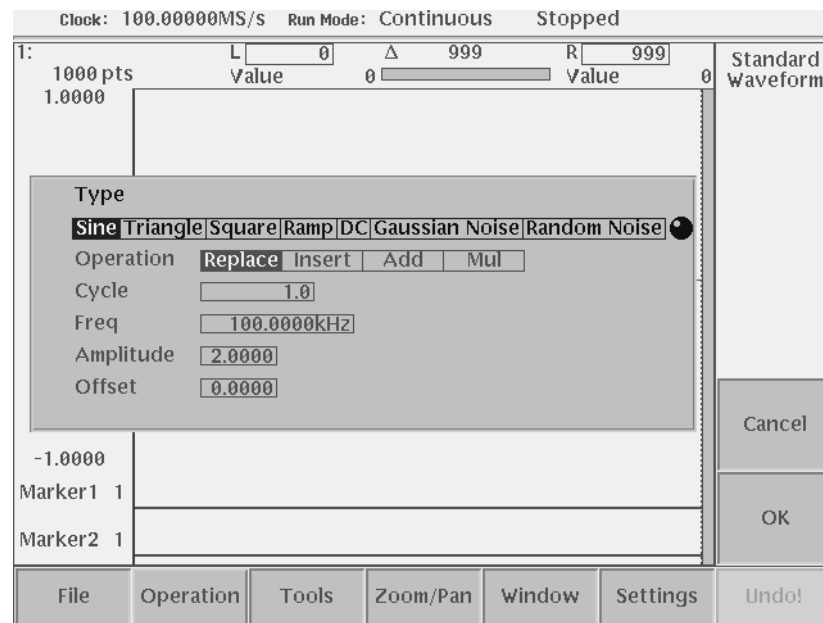 Clock: 100.00000MS/s Run Mode: Continuous Stopped
1: L 0 Δ 999 R 999
1000 pts Value 0 Value 0
1.0000
Standard
Waveform
Type
Sine Triangle Square Ramp DC Gaussian Noise Random Noise
Operation Replace Insert Add Mul
Cycle 1.0
Freq 100.0000kHz
Amplitude 2.0000
Offset 0.0000
Cancel
-1.0000
Marker1 1
OK
Marker2 1
File Operation Tools Zoom/Pan Window Settings Undo!